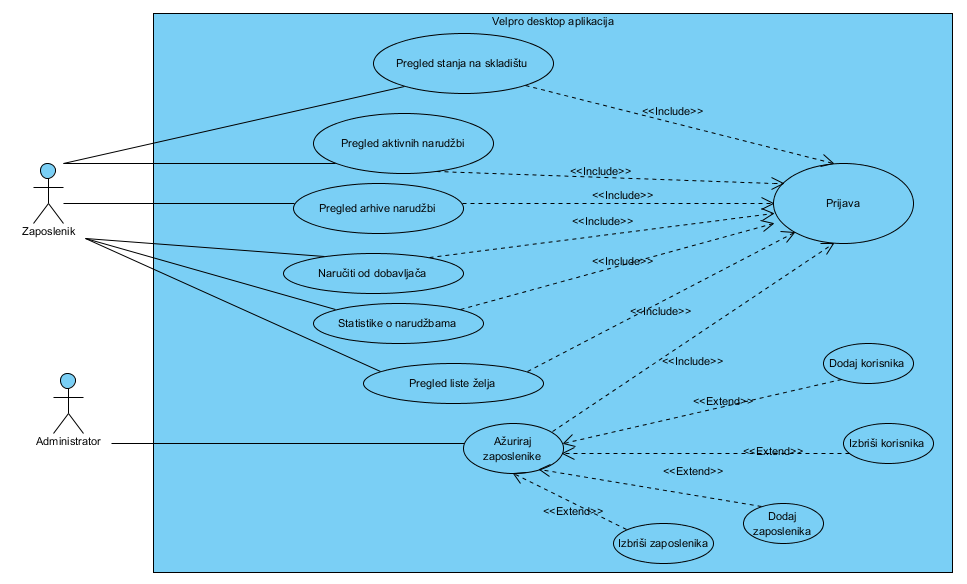 Velpro desktop aplikacija
Pregled stanja na skladištu
<<Include>>
Pregled aktivnih narudžbi
<<Include>>
<<Include>>
Prijava
Pregled arhive narudžbi
<<Include>>
Zaposlenik
<<Include>>
Naručiti od dobavljača
<<Include>>
Statistike o narudžbama
<<Include>>
Dodaj korisnika
Pregled liste želja
<<Extend>>
Administrator
Ažuriraj
zaposlenike
Izbriši korisnika
<<Extend>>
<<Extend>>
<<Extend>>
Dodaj
zaposlenika
Izbriši zaposlenika